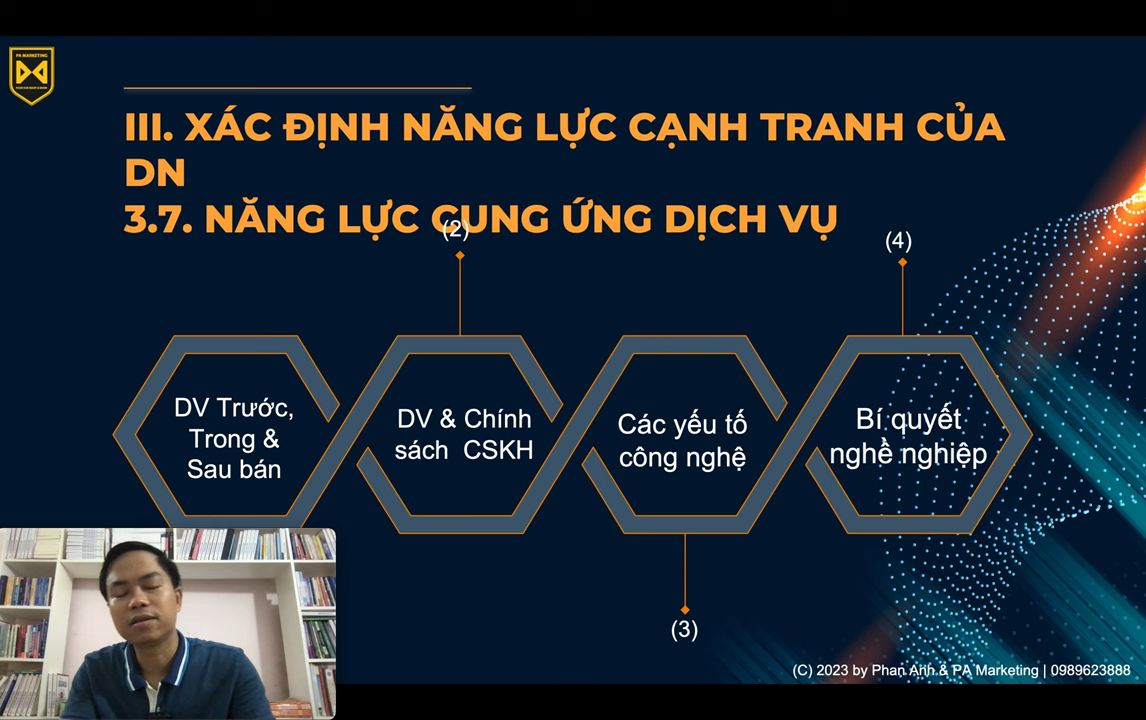 PA MARKETING
III. XÁC ĐỊNH NĂNG LỰC CẠNH TRANH CỦA
DN
3.7. NĂNG LỰC CUNG ỨNG DỊCH VỤ
(2)
(4)
DV Trước,
Trong &
Sau bán
DV & Chính
sách CSKH
Các yếu tố
công nghệ
Bí quyết
nghề nghiệp
(3)
(C) 2023 by Phan Anh & PA Marketing | 0989623888